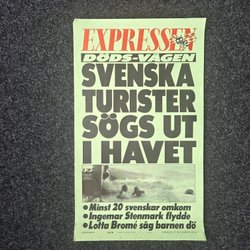 EXPRESSEN
DÖDS-VÅGEN
SVENSKA
TURISTER
SÖGS UT
I HAVET
• Minst 20 svenskar omkom
• Ingemar Stenmark flydde
• Lotta Bromé såg barnen dö